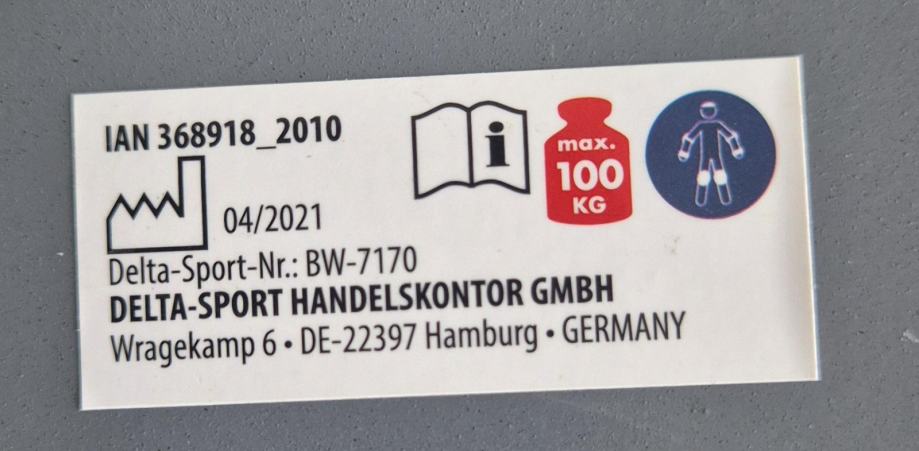 IAN 368918_2010
i
max.
100
KG
04/2021
Delta-Sport-Nr.: BW-7170
DELTA-SPORT HANDELSKONTOR GMBH
Wragekamp 6 • DE-22397 Hamburg • GERMANY